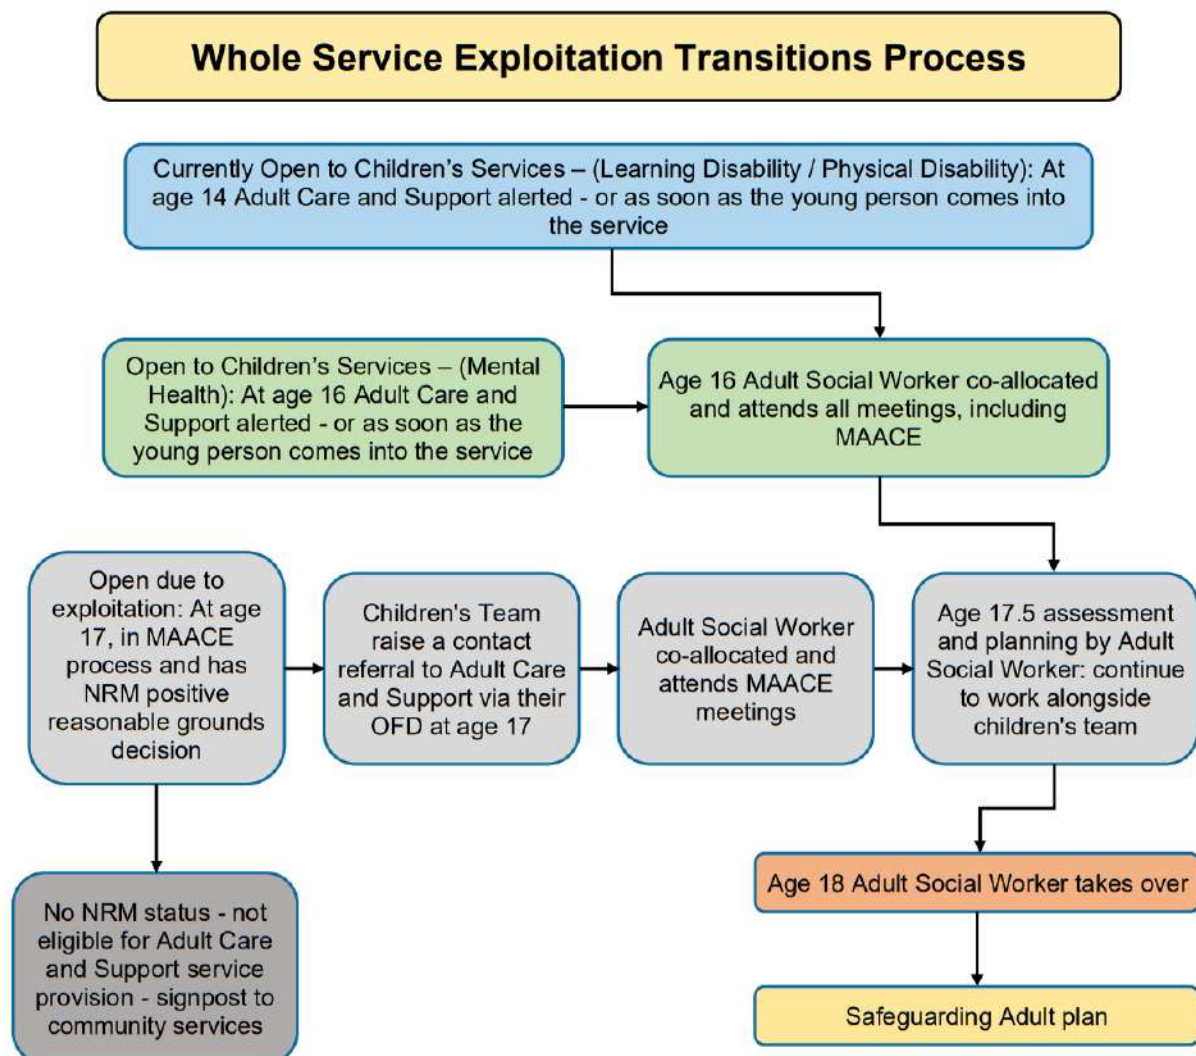 Whole Service Exploitation Transitions Process
Currently Open to Children's Services – (Learning Disability / Physical Disability): At
age 14 Adult Care and Support alerted - or as soon as the young person comes into
the service
Open to Children's Services – (Mental
Health): At age 16 Adult Care and
Support alerted - or as soon as the
young person comes into the service
Age 16 Adult Social Worker co-allocated
and attends all meetings, including
MAACE
Open due to
exploitation: At age
17, in MAACE
process and has
NRM positive
reasonable grounds
decision
Children's Team
raise a contact
referral to Adult Care
and Support via their
OFD at age 17
Adult Social Worker
co-allocated and
attends MAACE
meetings
Age 17.5 assessment
and planning by Adult
Social Worker: continue
to work alongside
children's team
No NRM status - not
eligible for Adult Care
and Support service
provision - signpost to
community services
Age 18 Adult Social Worker takes over
Safeguarding Adult plan